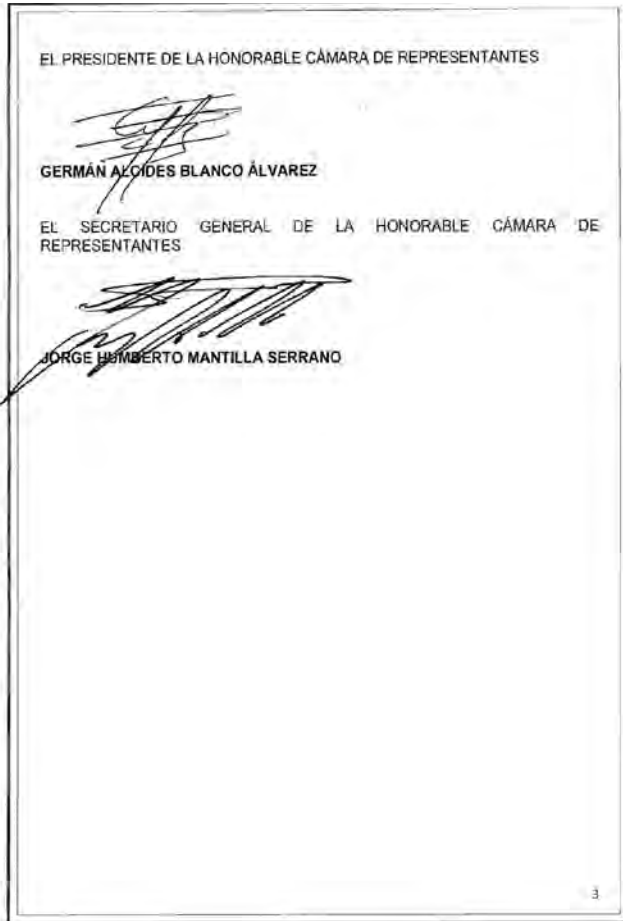 EL PRESIDENTE DE LA HONORABLE CÁMARA DE REPRESENTANTES
GERMÁN ALCIDES BLANCO ÁLVAREZ
EL SECRETARIO GENERAL DE LA HONORABLE CÁMARA DE
REPRESENTANTES
JORGE HUMBERTO MANTILLA SERRANO
3